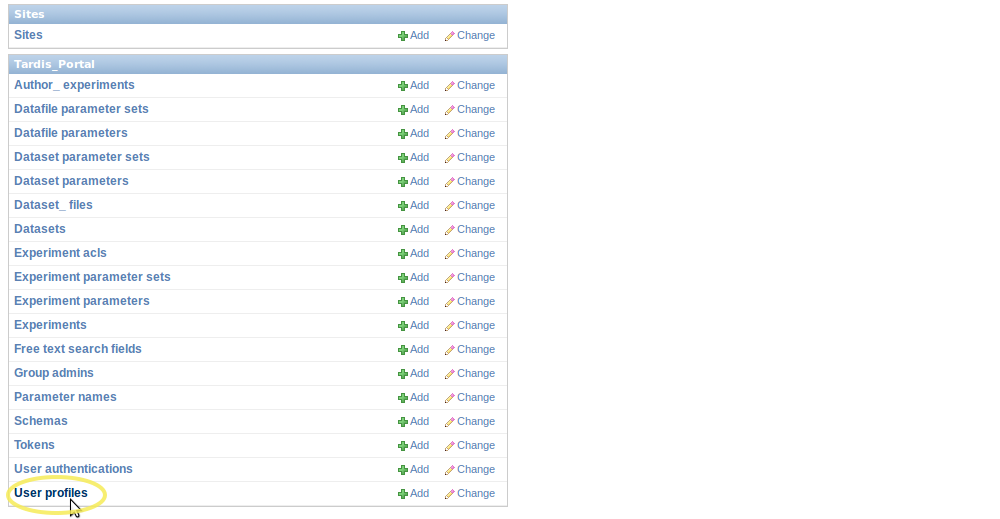 Sites
Sites Add Change
Tardis_Portal
Author_ experiments Add Change
Datafile parameter sets Add Change
Datafile parameters Add Change
Dataset parameter sets Add Change
Dataset parameters Add Change
Dataset_ files Add Change
Datasets Add Change
Experiment acls Add Change
Experiment parameter sets Add Change
Experiment parameters Add Change
Experiments Add Change
Free text search fields Add Change
Group admins Add Change
Parameter names Add Change
Schemas Add Change
Tokens Add Change
User authentications Add Change
User profiles Add Change